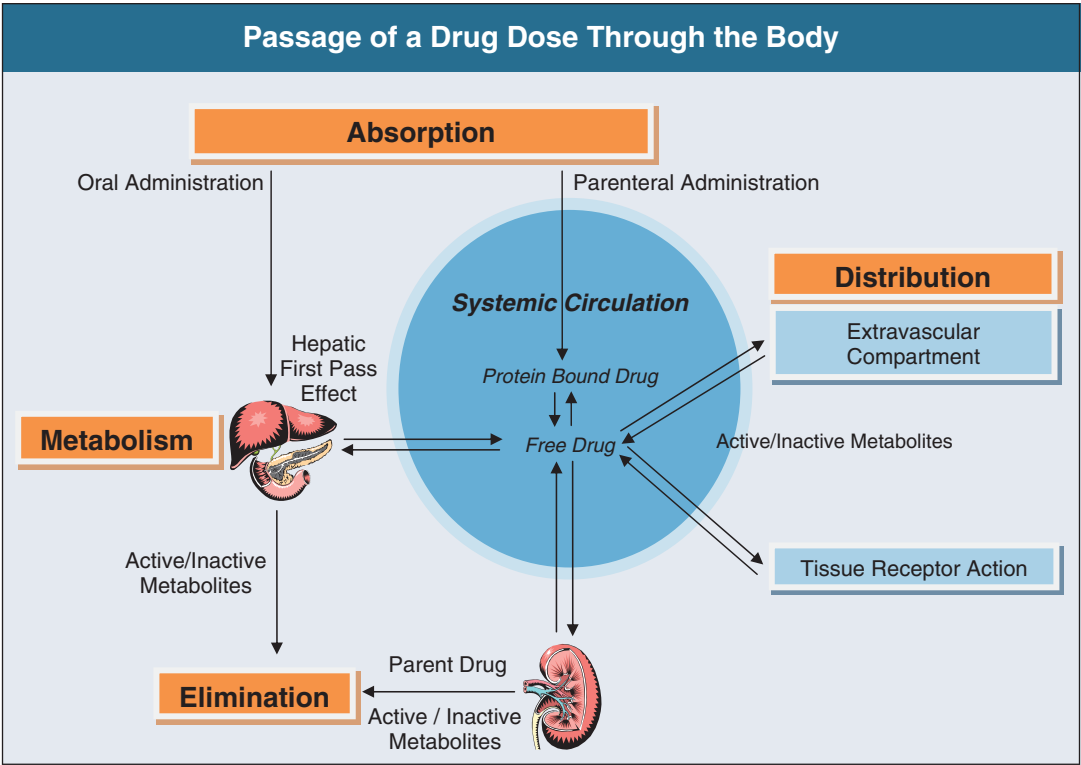 Passage of a Drug Dose Through the Body
Absorption
Oral Administration
Parenteral Administration
Systemic Circulation
Distribution
Extravascular
Compartment
Hepatic
First Pass
Effect
Protein Bound Drug
Metabolism
Free Drug
Active/Inactive Metabolites
Active/Inactive
Metabolites
Tissue Receptor Action
Elimination
Parent Drug
Active / Inactive
Metabolites